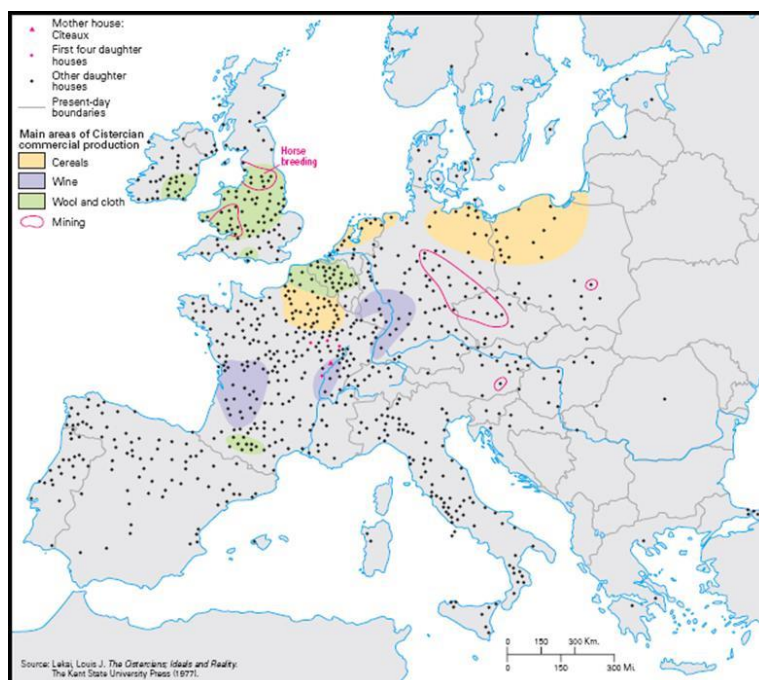 Mother house:
Cîteaux
First four daughter
houses
Other daughter
houses
Present-day
boundaries
Main areas of Cistercian
commercial production
Cereals
Wine
Wool and cloth
Mining
Horse
breeding
0 150 300 Km.
0 150 300 Mi.
Source: Lekai, Louis J. The Cistercians; Ideals and Reality.
The Kent State University Press (1977).